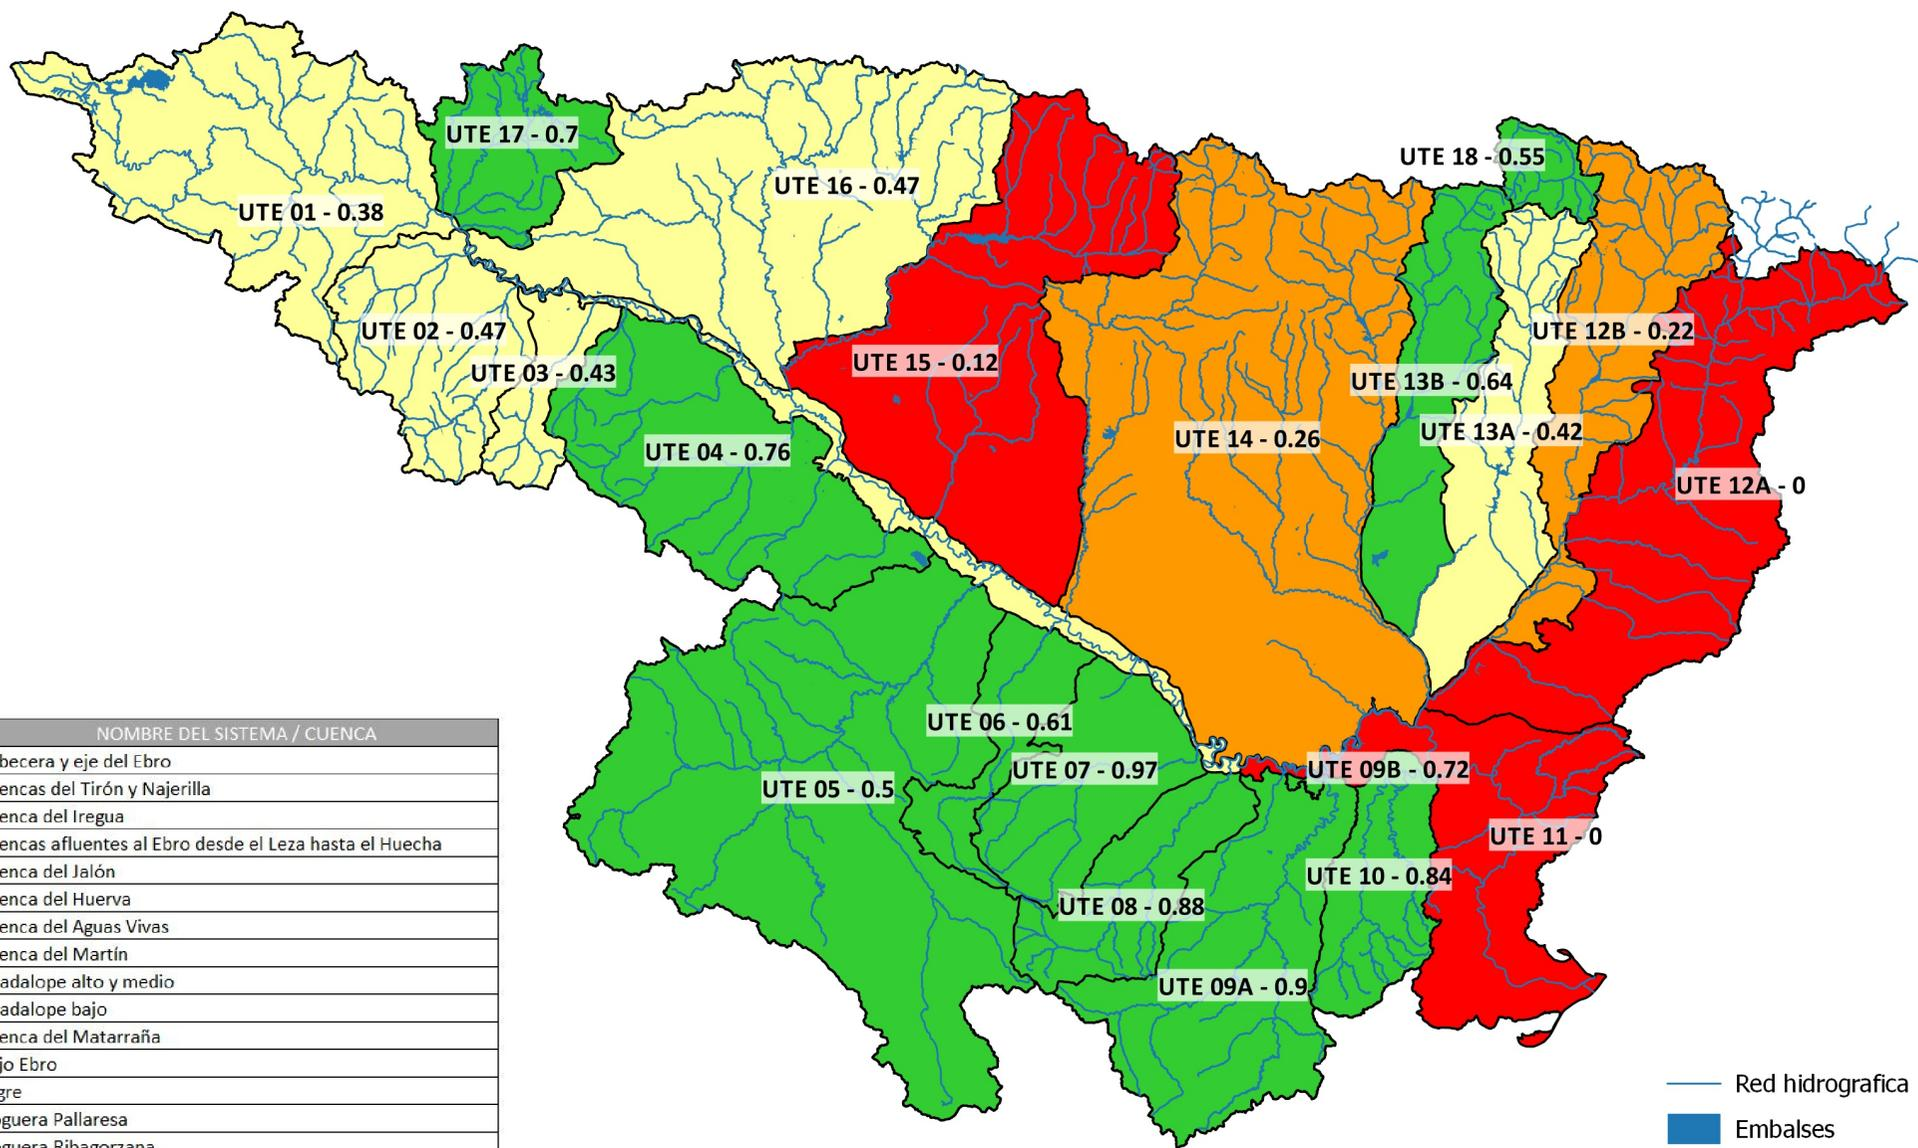 UTE 17 - 0.7
UTE 18 - 0.55
UTE 16 - 0.47
UTE 01 - 0.38
UTE 02 - 0.47
UTE 12B - 0.22
UTE 15 - 0.12
UTE 03 - 0.43
UTE 13B - 0.64
UTE 13A - 0.42
UTE 14 - 0.26
UTE 04 - 0.76
UTE 12A - 0
UTE 06 - 0.61
UTE 07 - 0.97
UTE 09B - 0.72
UTE 05 - 0.5
UTE 11 - 0
UTE 10 - 0.84
UTE 08 - 0.88
UTE 09A - 0.9
NOMBRE DEL SISTEMA / CUENCA
becera y eje del Ebro
encas del Tirón y Najerilla
enca del Iregua
encas afluentes al Ebro desde el Leza hasta el Huecha
enca del Jalón
enca del Huerva
enca del Aguas Vivas
enca del Martín
adalope alto y medio
adalope bajo
enca del Matarraña
jo Ebro
gre
guera Pallaresa
guera Ribagorzana
Red hidrografica
Embalses